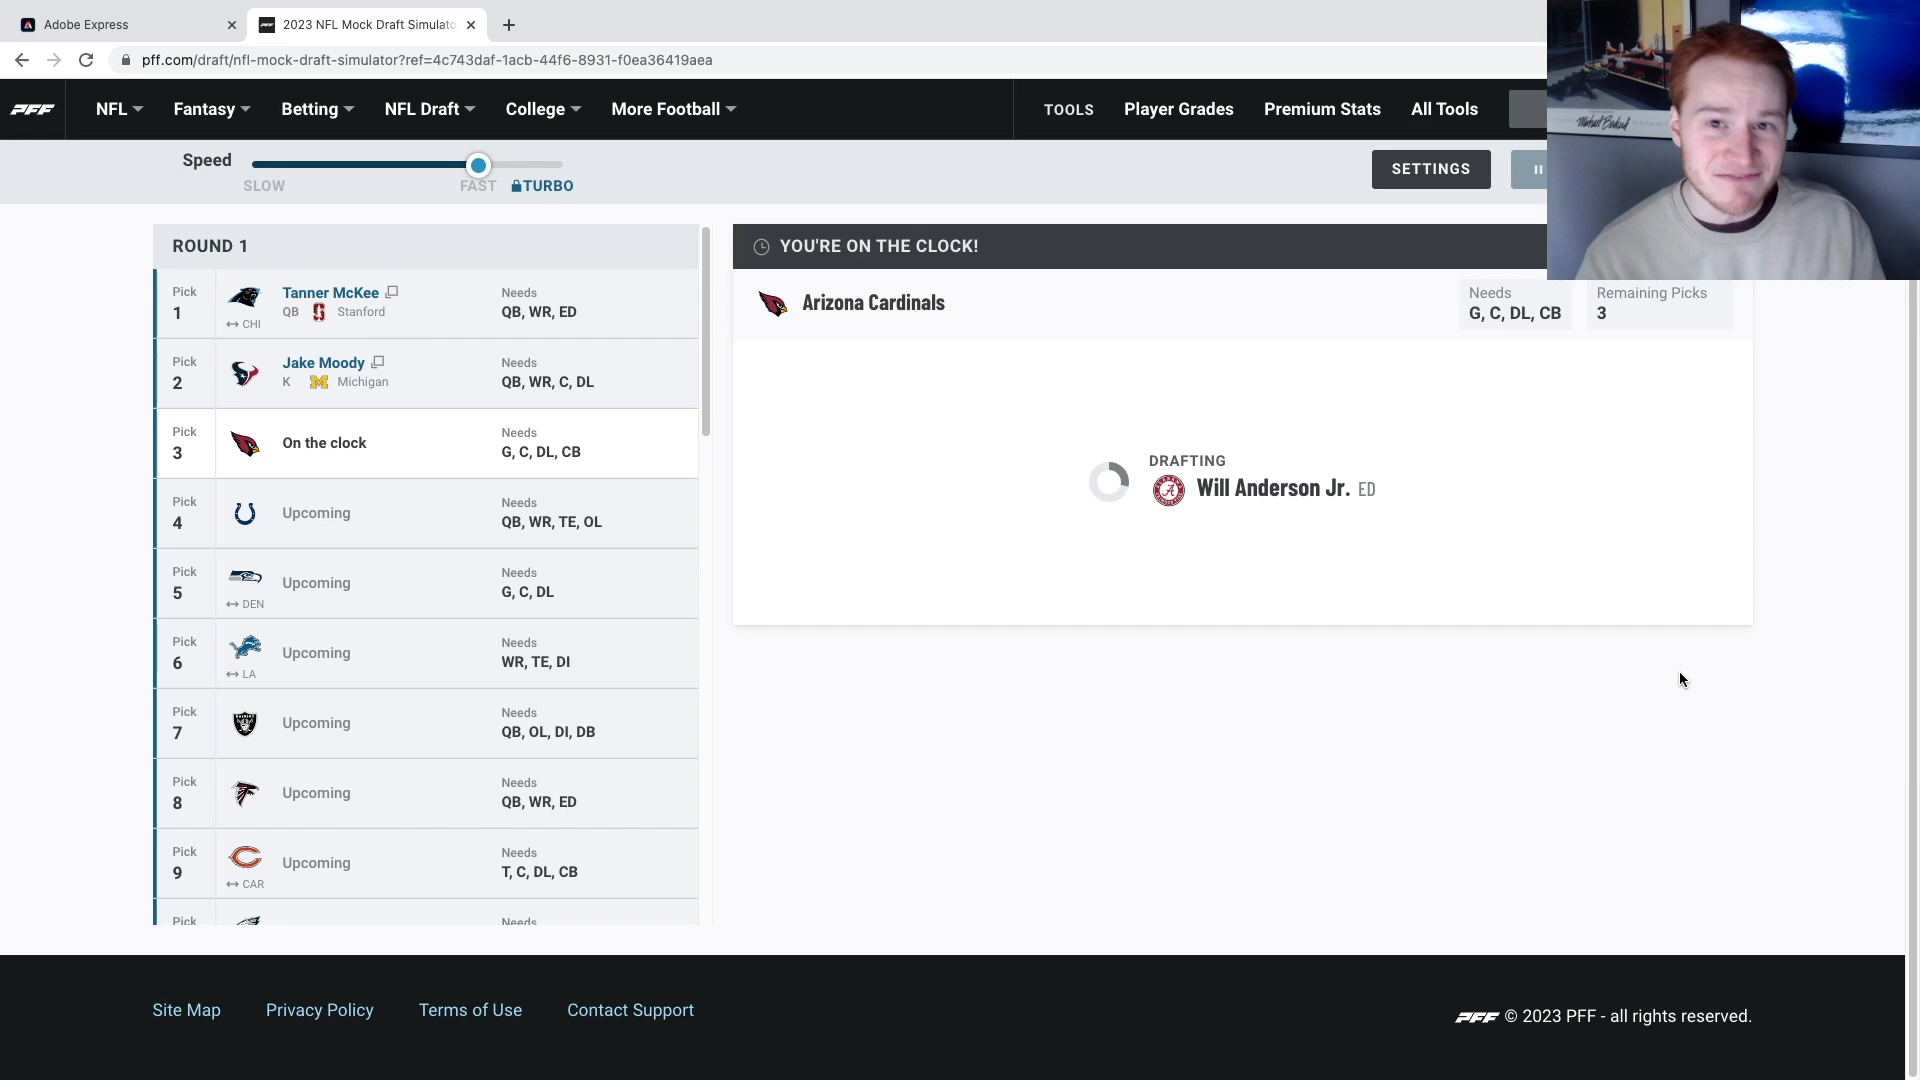 Adobe Express
2023 NFL Mock Draft Simulato
pff.com/draft/nfl-mock-draft-simulator?ref=4c743daf-1acb-44f6-8931-f0ea36419aea
PFF
NFL
Fantasy
Betting
NFL Draft
College
More Football
TOOLS
Player Grades
Premium Stats
All Tools
Speed
SLOW
FAST
TURBO
SETTINGS
ROUND 1
Pick
1
CHI
Tanner McKee
QB Stanford
Needs
QB, WR, ED
Pick
2
Jake Moody
K M Michigan
Needs
QB, WR, C, DL
Pick
3
On the clock
Needs
G, C, DL, CB
Pick
4
Upcoming
Needs
QB, WR, TE, OL
Pick
5
DEN
Upcoming
Needs
G, C, DL
Pick
6
LA
Upcoming
Needs
WR, TE, DI
Pick
7
Upcoming
Needs
QB, OL, DI, DB
Pick
8
Upcoming
Needs
QB, WR, ED
Pick
9
CAR
Upcoming
Needs
T, C, DL, CB
Pick
Needs
YOU'RE ON THE CLOCK!
Arizona Cardinals
Needs
G, C, DL, CB
Remaining Picks
3
DRAFTING
Will Anderson Jr. ED
Site Map
Privacy Policy
Terms of Use
Contact Support
PFF © 2023 PFF - all rights reserved.